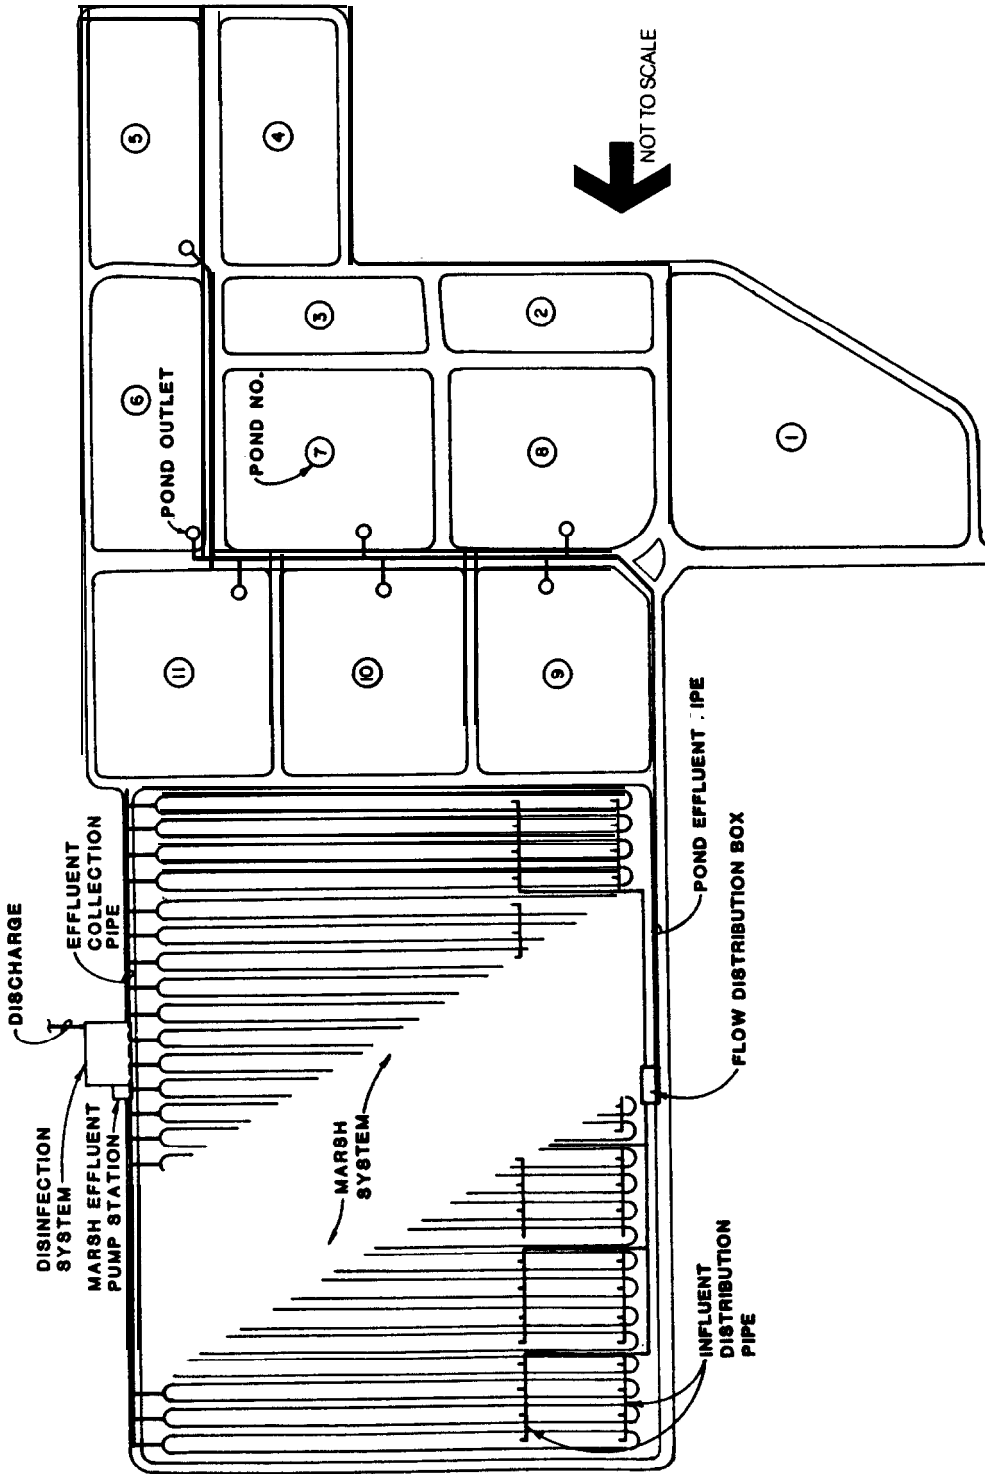 5
4
NOT TO SCALE
3
2
6
POND OUTLET
POND NO.
7
8
1
11
10
9
DISCHARGE
EFFLUENT
COLLECTION
PIPE
POND EFFLUENT . IPE
FLOW DISTRIBUTION BOX
DISINFECTION
SYSTEM
MARSH EFFLUENT
PUMP STATION
MARSH
SYSTEM
INFLUENT
DISTRIBUTION
PIPE